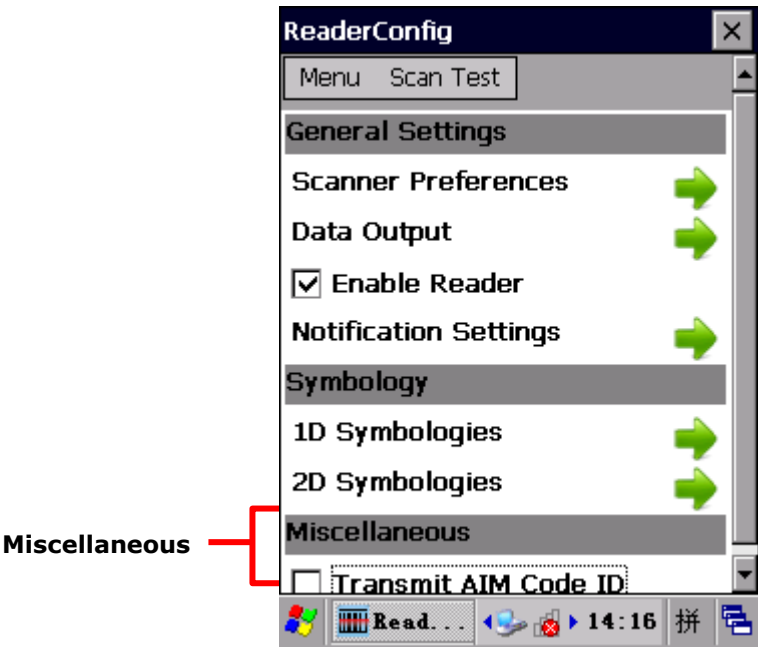 ReaderConfig
Menu Scan Test
General Settings
Scanner Preferences
Data Output
Enable Reader
Notification Settings
Symbology
1D Symbologies
2D Symbologies
Miscellaneous
Miscellaneous
Transmit AIM Code ID
Read... 14:16 拼